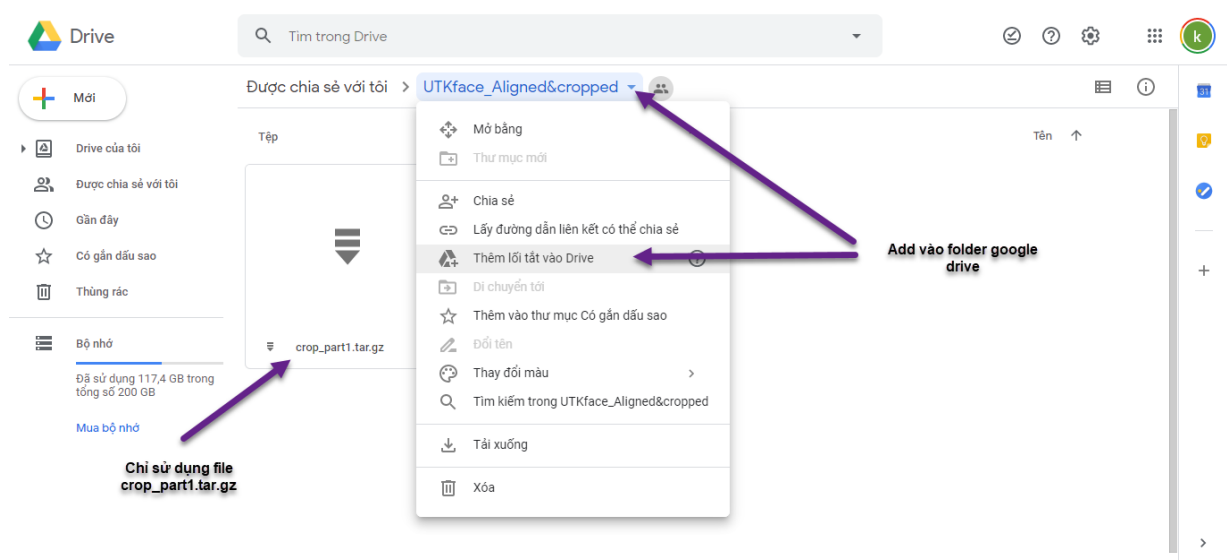 Drive
Tìm trong Drive
k
Mới
Được chia sẻ với tôi > UTKface_Aligned&cropped
31
Tệp
Tên
Drive của tôi
Được chia sẻ với tôi
Gần đây
Có gắn dấu sao
Thùng rác
Bộ nhớ
Đã sử dụng 117,4 GB trong
tổng số 200 GB
Mua bộ nhớ
crop_part1.tar.gz
Chỉ sử dụng file
crop_part1.tar.gz
Mở bằng
Thư mục mới
Chia sẻ
Lấy đường dẫn liên kết có thể chia sẻ
Thêm lối tắt vào Drive
Di chuyển tới
Thêm vào thư mục Có gắn dấu sao
Đổi tên
Thay đổi màu
Tìm kiếm trong UTKface_Aligned&cropped
Tải xuống
Xóa
Add vào folder google
drive